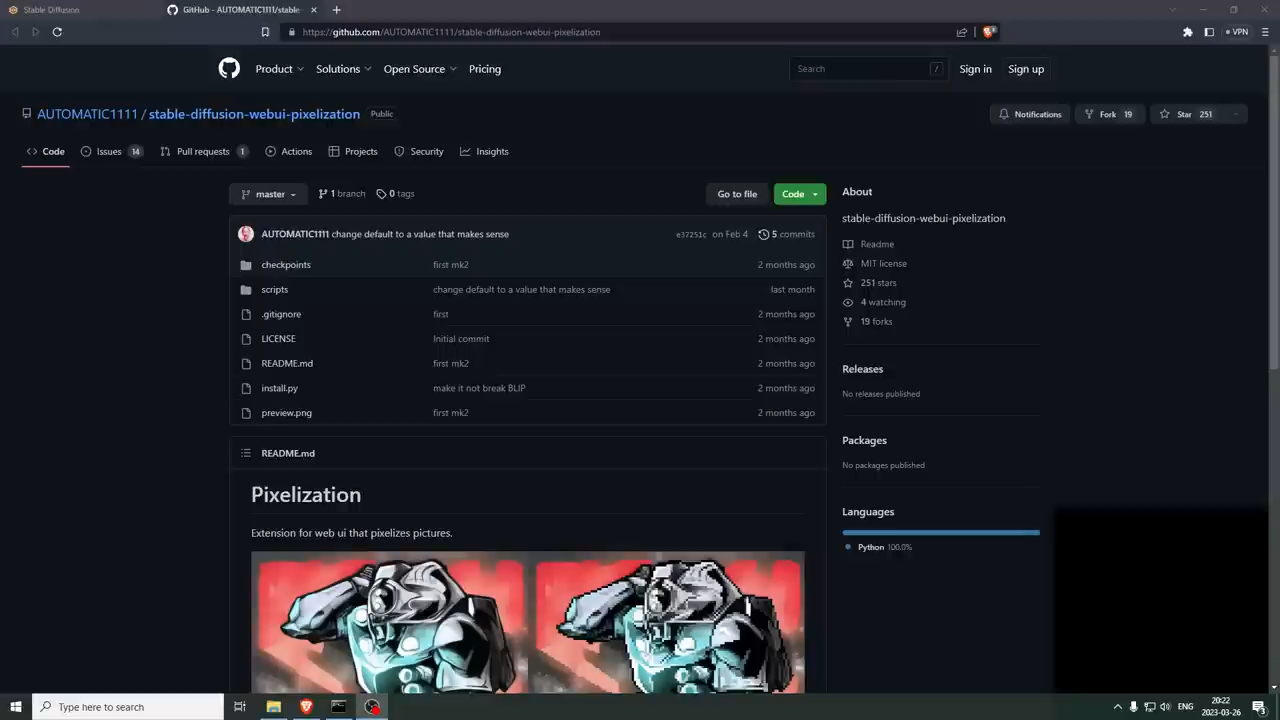 Stable Diffusion
GitHub - AUTOMATIC1111/stable
https://github.com/AUTOMATIC1111/stable-diffusion-webui-pixelization
VPN
Product
Solutions
Open Source
Pricing
Search
/
Sign in
Sign up
AUTOMATIC1111 / stable-diffusion-webui-pixelization
Public
Notifications
Fork 19
Star 251
Code
Issues 14
Pull requests 1
Actions
Projects
Security
Insights
master
1 branch
0 tags
Go to file
Code
AUTOMATIC1111 change default to a value that makes sense
e37251c on Feb 4
5 commits
checkpoints first mk2 2 months ago
scripts change default to a value that makes sense last month
.gitignore first 2 months ago
LICENSE Initial commit 2 months ago
README.md first mk2 2 months ago
install.py make it not break BLIP 2 months ago
preview.png first mk2 2 months ago
README.md
Pixelization
Extension for web ui that pixelizes pictures.
About
stable-diffusion-webui-pixelization
Readme
MIT license
251 stars
4 watching
19 forks
Releases
No releases published
Packages
No packages published
Languages
Python 100.0%
Type here to search
ENG
20:22
2023-03-26